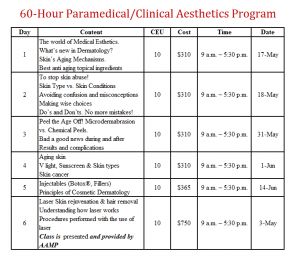 60-Hour Paramedical/Clinical Aesthetics Program
Day Content CEU Cost Time Date
The world of Medical Esthetics.
What's new in Dermatology?
1 Skin's Aging Mechanisms 10 $310 9 a.m. – 5:30 p.m. 17-May
Best anti aging topical ingredients
To stop skin abuse!
Skin Type vs. Skin Conditions
2 Avoiding confusion and misconceptions 10 $310 9 a.m. – 5:30 p.m. 18-May
Making wise choices
Do's and Don'ts. No more mistakes!
Peel the Age Off! Microdermabrasion
vs. Chemical Peels.
3 Bad a good news during and after 10 $310 9 a.m. – 5:30 p.m. 31-May
Results and complications
Aging skin
4 V light, Sunscreen & Skin types 10 $310 9 a.m. – 5:30 p.m. 1-Jun
Skin cancer
5 Injectables (Botox®, Fillers) 10 $365 9 a.m. – 5:30 p.m. 14-Jun
Principles of Cosmetic Dermatology
Laser Skin rejuvenation & hair removal
Understanding how laser works
6 Procedures performed with the use of 10 $750 9 a.m. – 5:30 p.m. 3-May
laser
Class is presented and provided by
AAMP